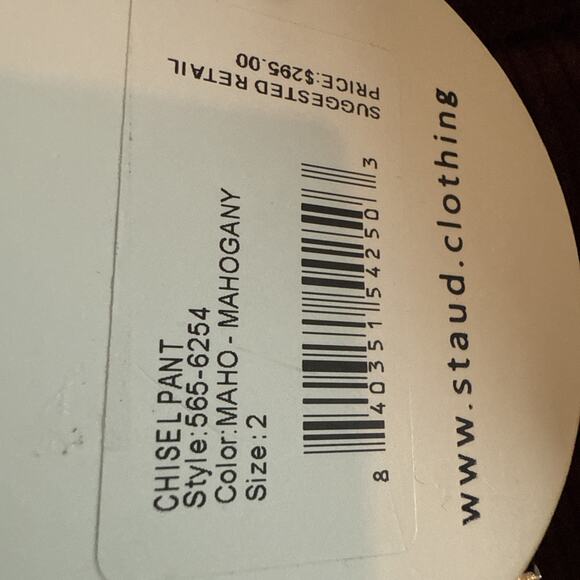 CHISEL PANT
Style:565-6254
Color:MAHO - MAHOGANY
Size:2
8 40351 54250 3
SUGGESTED RETAIL
PRICE:$295.00
www.staud.clothing